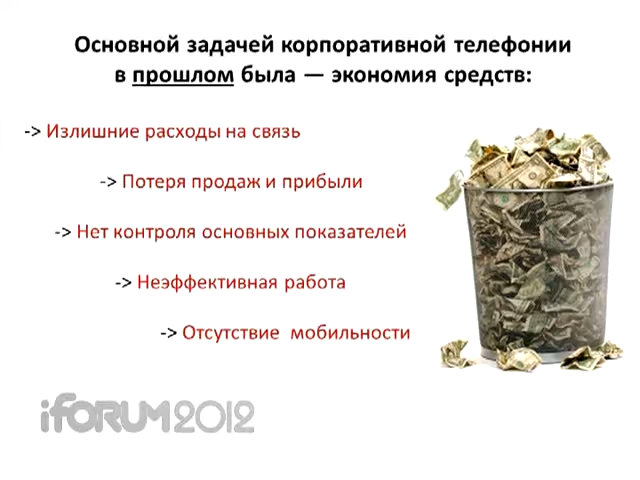 Основной задачей корпоративной телефонии
в прошлом была — экономия средств:
-> Излишние расходы на связь
-> Потеря продаж и прибыли
-> Нет контроля основных показателей
-> Неэффективная работа
-> Отсутствие мобильности
iFORUM2012